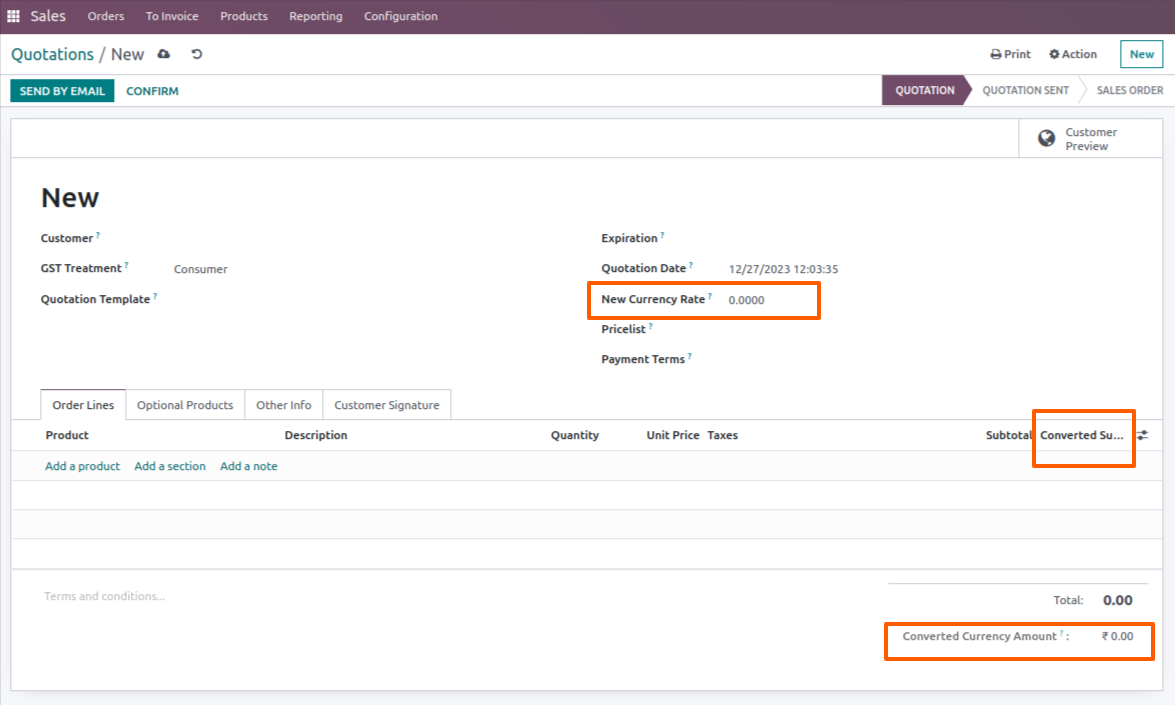 Sales Orders To Invoice Products Reporting Configuration
Quotations / New Print Action New
SEND BY EMAIL CONFIRM QUOTATION QUOTATION SENT SALES ORDER
Customer
Preview
New
Customer ? Expiration ?
GST Treatment ? Consumer Quotation Date ? 12/27/2023 12:03:35
Quotation Template ? New Currency Rate ? 0.0000
Pricelist ?
Payment Terms ?
Order Lines Optional Products Other Info Customer Signature
Product Description Quantity Unit Price Taxes Subtotal Converted Su...
Add a product Add a section Add a note
Terms and conditions... Total: 0.00
Converted Currency Amount ? : ₹ 0.00